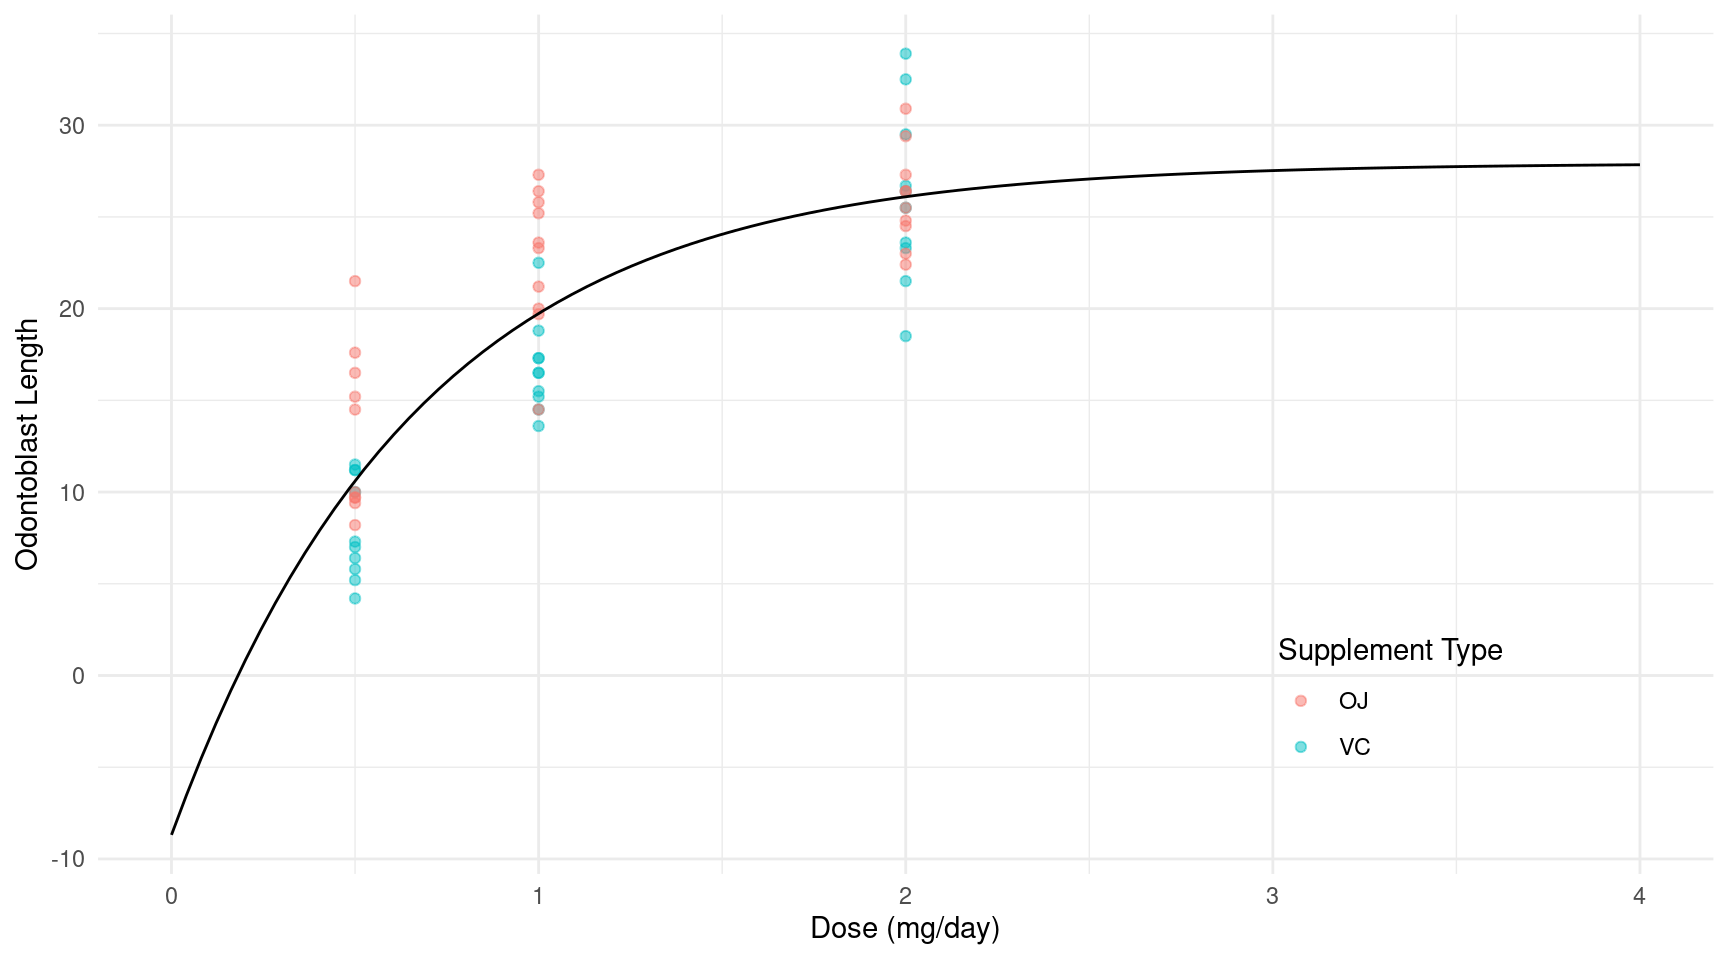 30
20
10
0
-10
Odontoblast Length
0 1 2 3 4
Dose (mg/day)
Supplement Type
OJ
VC